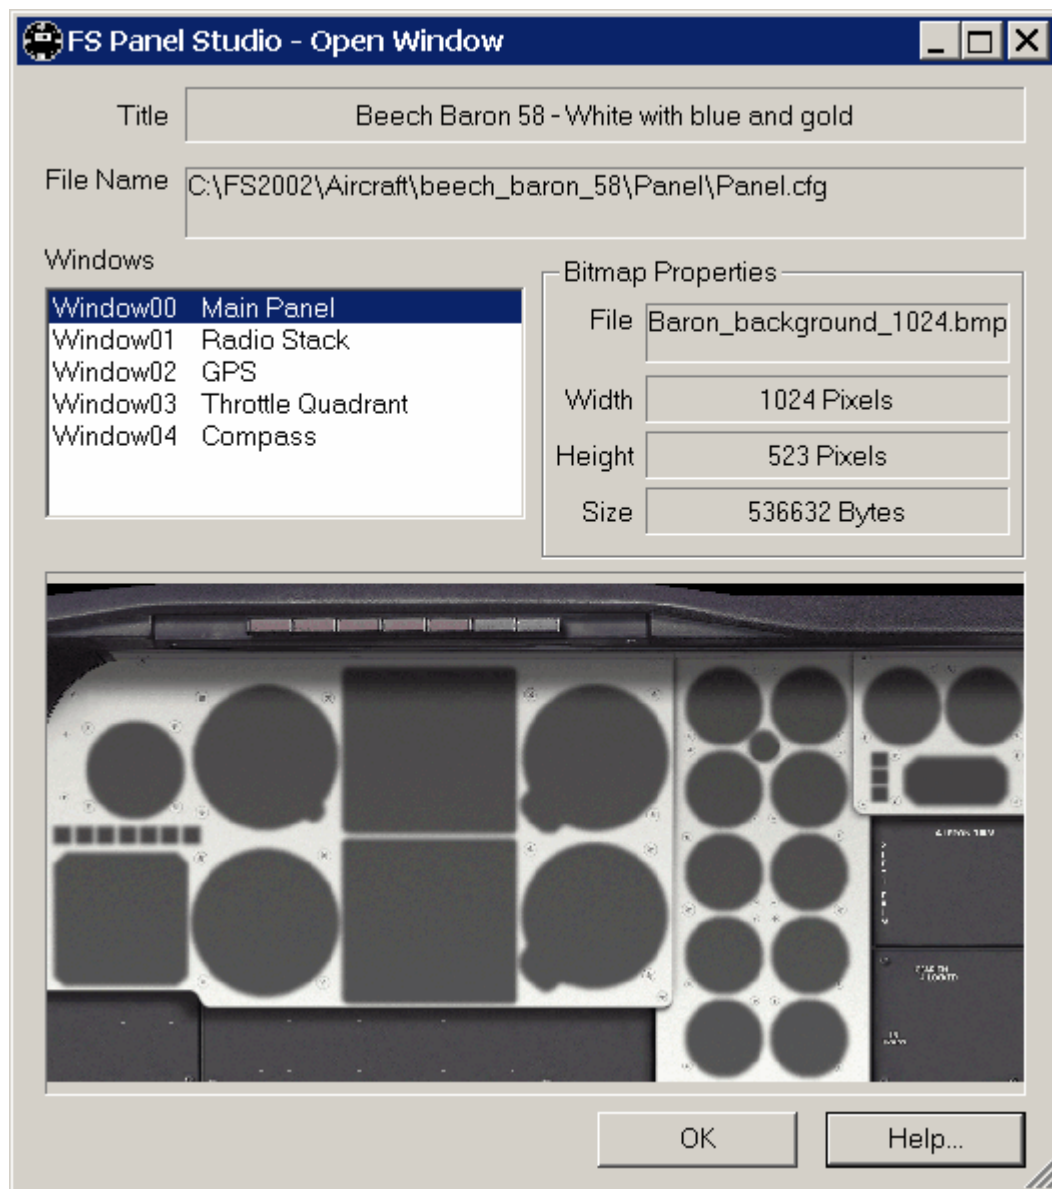 FS Panel Studio - Open Window
Title Beech Baron 58 - White with blue and gold
File Name C:\FS2002\Aircraft\beech_baron_58\Panel\Panel.cfg
Windows
Window00 Main Panel
Window01 Radio Stack
Window02 GPS
Window03 Throttle Quadrant
Window04 Compass
Bitmap Properties
File Baron_background_1024.bmp
Width 1024 Pixels
Height 523 Pixels
Size 536632 Bytes
AILERON TRIM
OK Help...